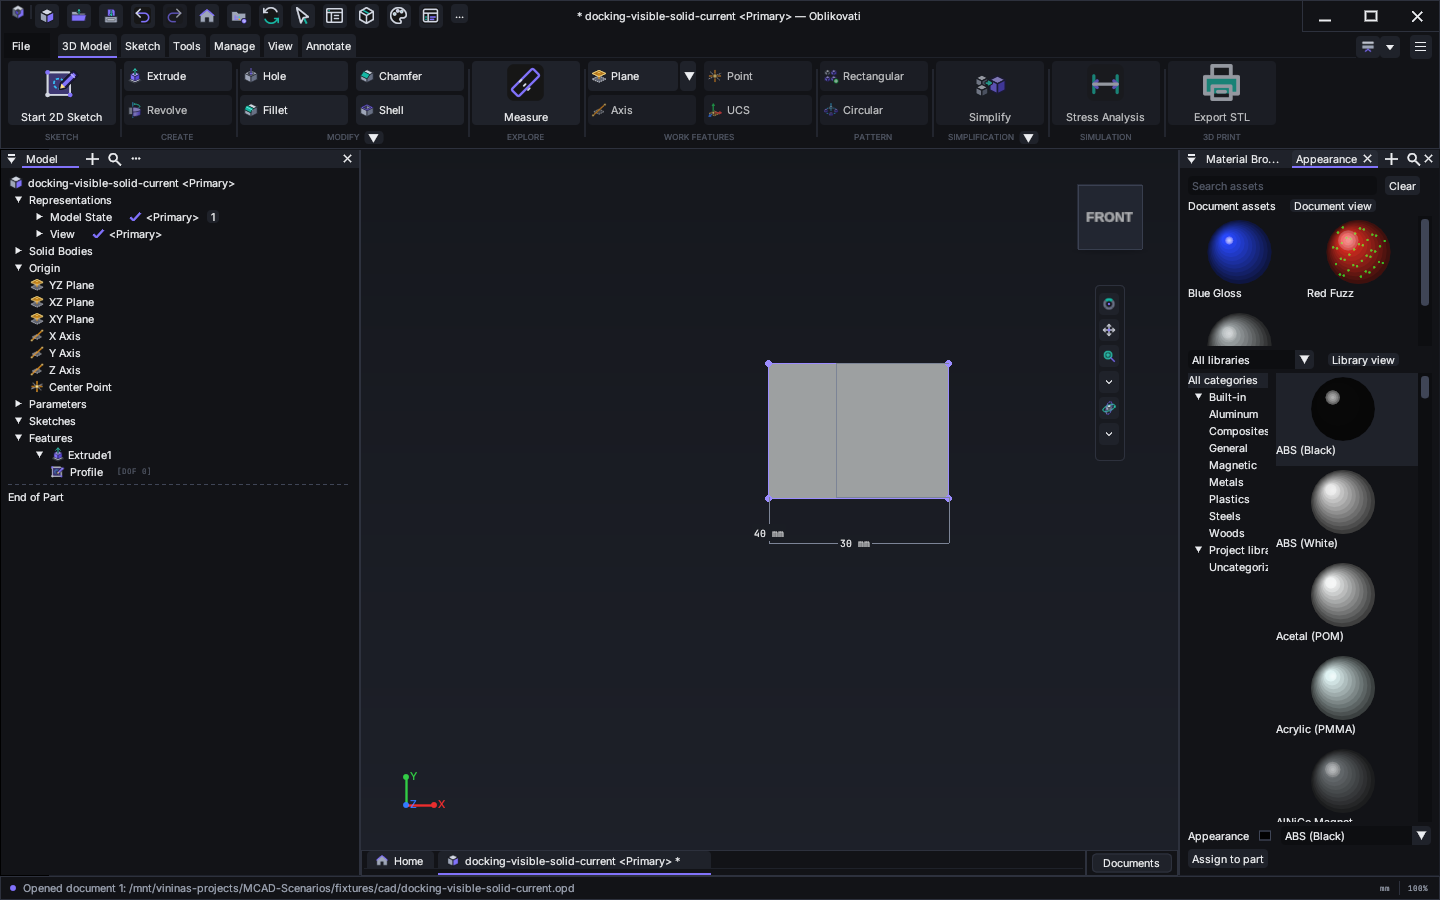 * docking-visible-solid-current <Primary> — Oblikovati
File
3D Model
Sketch
Tools
Manage
View
Annotate
Start 2D Sketch
Extrude
Revolve
Hole
Fillet
Chamfer
Shell
Measure
Plane
Axis
Point
UCS
Rectangular
Circular
Simplify
Stress Analysis
Export STL
SKETCH
CREATE
MODIFY
EXPLORE
WORK FEATURES
PATTERN
SIMPLIFICATION
SIMULATION
3D PRINT
Model
docking-visible-solid-current <Primary>
Representations
Model State <Primary> 1
View <Primary>
Solid Bodies
Origin
YZ Plane
XZ Plane
XY Plane
X Axis
Y Axis
Z Axis
Center Point
Parameters
Sketches
Features
Extrude1
Profile [DOF 0]
End of Part
FRONT
40 mm
30 mm
Y
Z
X
Home
docking-visible-solid-current <Primary> *
Documents
Material Bro...
Appearance
Search assets
Clear
Document assets
Document view
Blue Gloss
Red Fuzz
All libraries
Library view
All categories
Built-in
Aluminum
Composites
General
Magnetic
Metals
Plastics
Steels
Woods
Project libra
Uncategoriz
ABS (Black)
ABS (White)
Acetal (POM)
Acrylic (PMMA)
AlNiCo Magnet
Appearance
ABS (Black)
Assign to part
Opened document 1: /mnt/vininas-projects/MCAD-Scenarios/fixtures/cad/docking-visible-solid-current.opd
mm
100%